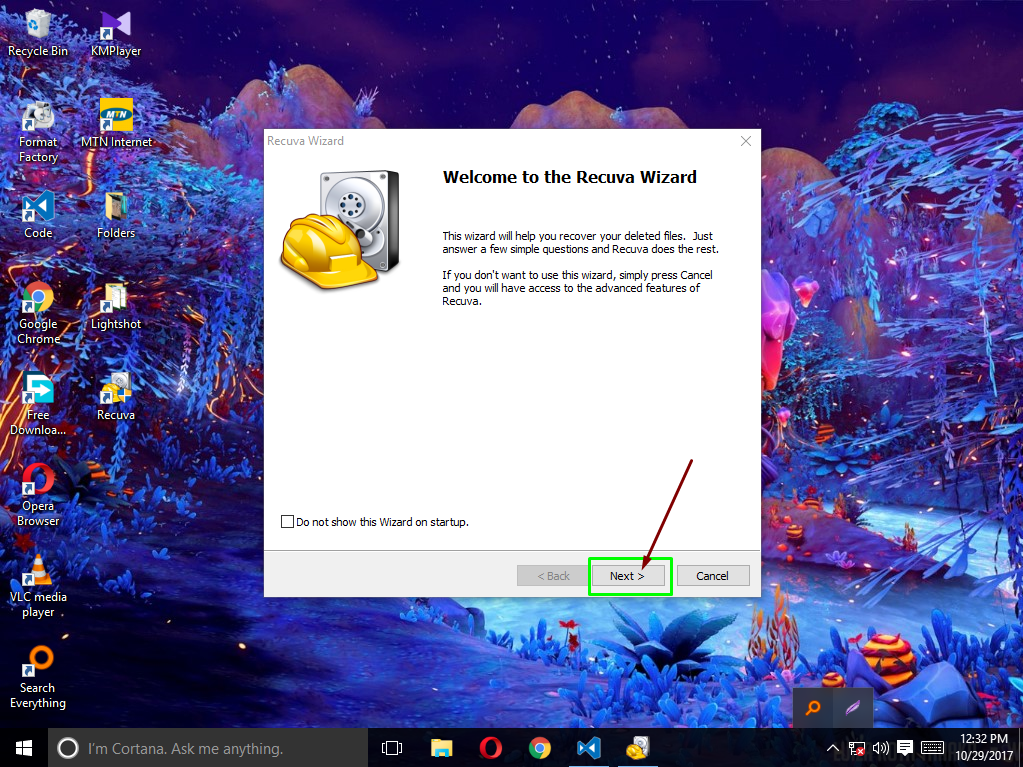 Recycle Bin
KMPlayer
Format
Factory
MTN
MTN Internet
Code
Folders
Google
Chrome
Lightshot
Free
Downloa...
Recuva
Opera
Browser
VLC media
player
Search
Everything
Recuva Wizard
Welcome to the Recuva Wizard
This wizard will help you recover your deleted files. Just
answer a few simple questions and Recuva does the rest.
If you don't want to use this wizard, simply press Cancel
and you will have access to the advanced features of
Recuva.
Do not show this Wizard on startup.
< Back
Next >
Cancel
I'm Cortana. Ask me anything.
12:32 PM
10/29/2017